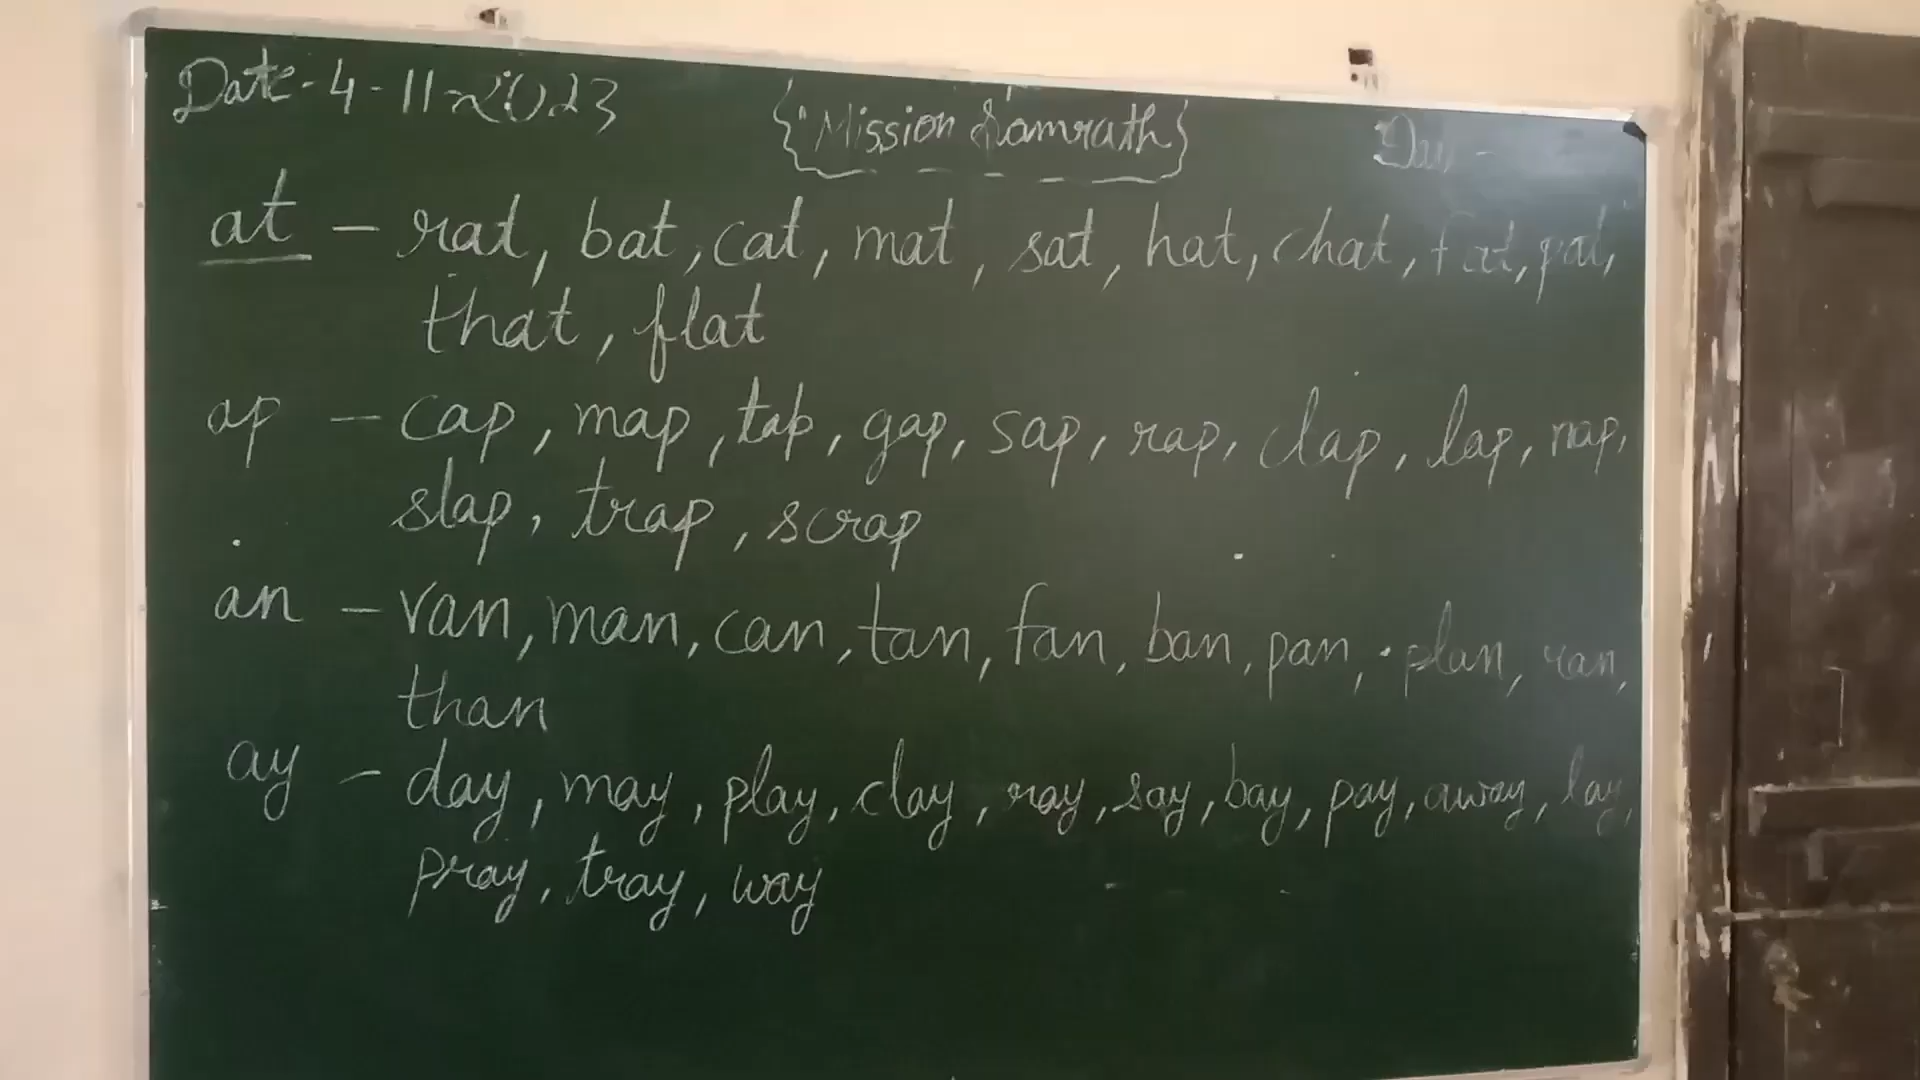 Date-4-11-2023 {"Mission Samrath} Day -
at - rat, bat, cat, mat, sat, hat, chat, fat, pat,
that, flat
ap - cap, map, tap, gap, sap, rap, clap, lap, nap,
slap, trap, scrap
an - van, man, can, tan, fan, ban, pan, plan, ran,
than
ay - day, may, play, clay, ray, say, bay, pay, away, lay,
pray, tray, way